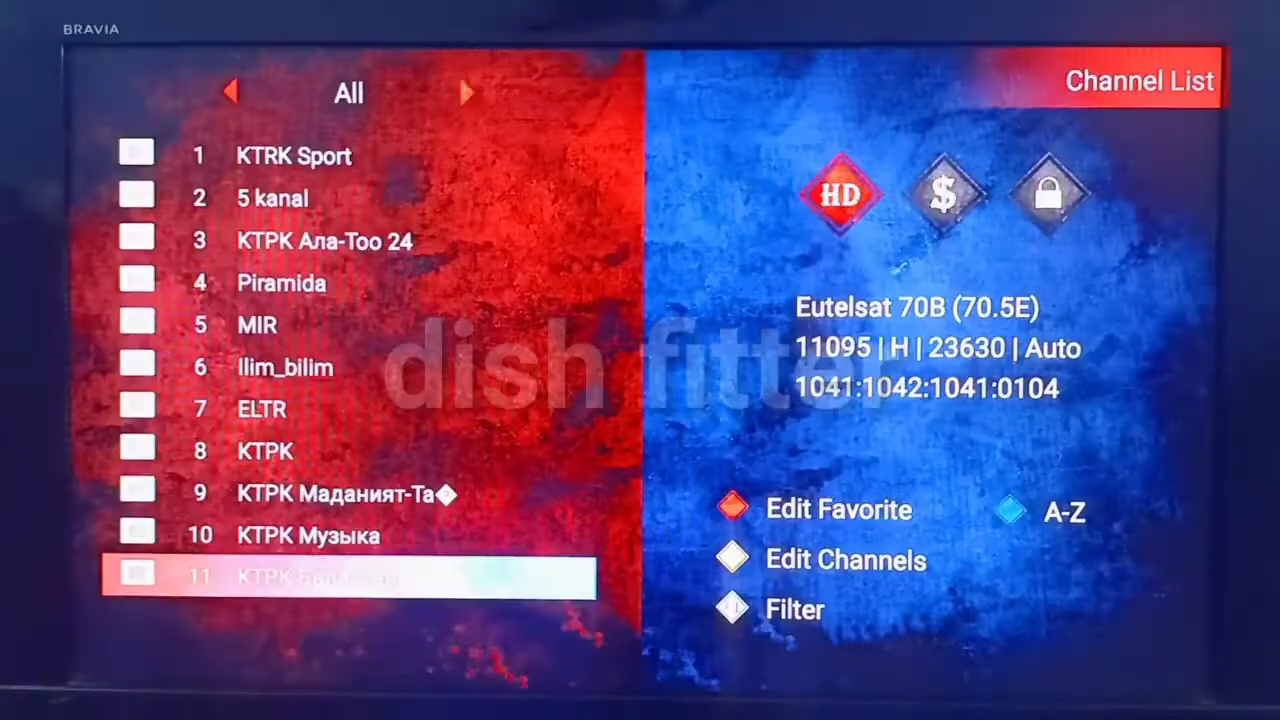 BRAVIA
All
Channel List
1 KTRK Sport
2 5 kanal
3 КТРК Ала-Тоо 24
4 Piramida
5 MIR
6 Ilim_bilim
7 ELTR
8 КТРК
9 КТРК Маданият-Та�
10 КТРК Музыка
11 КТРК
HD $
Eutelsat 70B (70.5E)
11095 | H | 23630 | Auto
1041:1042:1041:0104
Edit Favorite
A-Z
Edit Channels
Filter
dish fitter